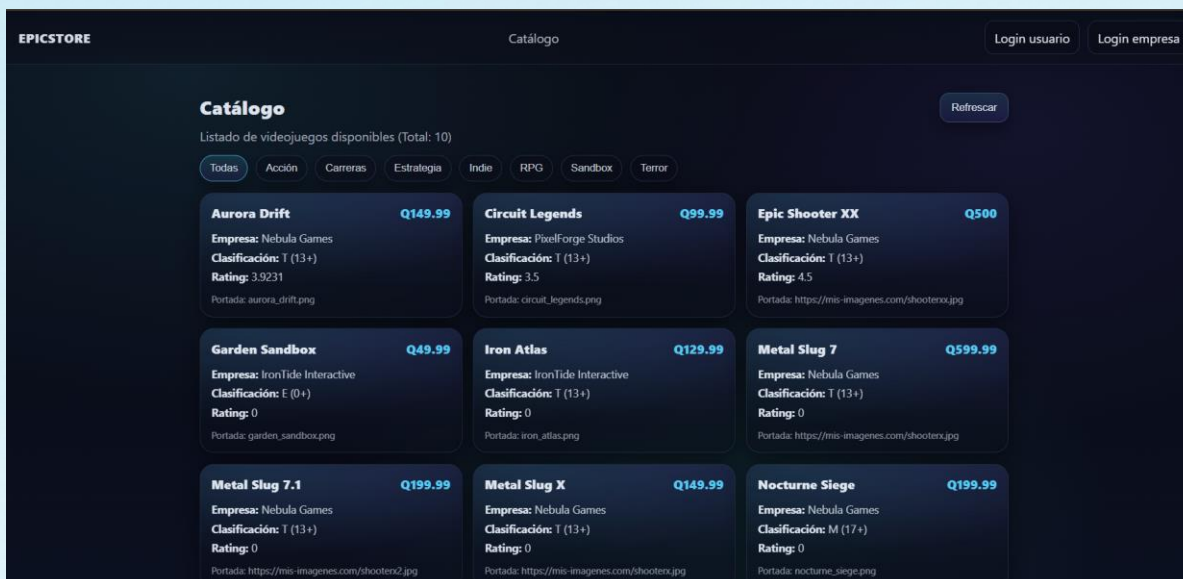 EPICSTORE
Catálogo
Login usuario
Login empresa
Catálogo
Refrescar
Listado de videojuegos disponibles (Total: 10)
Todas
Acción
Carreras
Estrategia
Indie
RPG
Sandbox
Terror
Aurora Drift Q149.99
Empresa: Nebula Games
Clasificación: T (13+)
Rating: 3.9231
Portada: aurora_drift.png
Circuit Legends Q99.99
Empresa: PixelForge Studios
Clasificación: T (13+)
Rating: 3.5
Portada: circuit_legends.png
Epic Shooter XX Q500
Empresa: Nebula Games
Clasificación: T (13+)
Rating: 4.5
Portada: https://mis-imagenes.com/shooterxx.jpg
Garden Sandbox Q49.99
Empresa: IronTide Interactive
Clasificación: E (0+)
Rating: 0
Portada: garden_sandbox.png
Iron Atlas Q129.99
Empresa: IronTide Interactive
Clasificación: T (13+)
Rating: 0
Portada: iron_atlas.png
Metal Slug 7 Q599.99
Empresa: Nebula Games
Clasificación: T (13+)
Rating: 0
Portada: https://mis-imagenes.com/shooterx.jpg
Metal Slug 7.1 Q199.99
Empresa: Nebula Games
Clasificación: T (13+)
Rating: 0
Portada: https://mis-imagenes.com/shooterx2.jpg
Metal Slug X Q149.99
Empresa: Nebula Games
Clasificación: T (13+)
Rating: 0
Portada: https://mis-imagenes.com/shooterx.jpg
Nocturne Siege Q199.99
Empresa: Nebula Games
Clasificación: M (17+)
Rating: 0
Portada: nocturne_siege.png